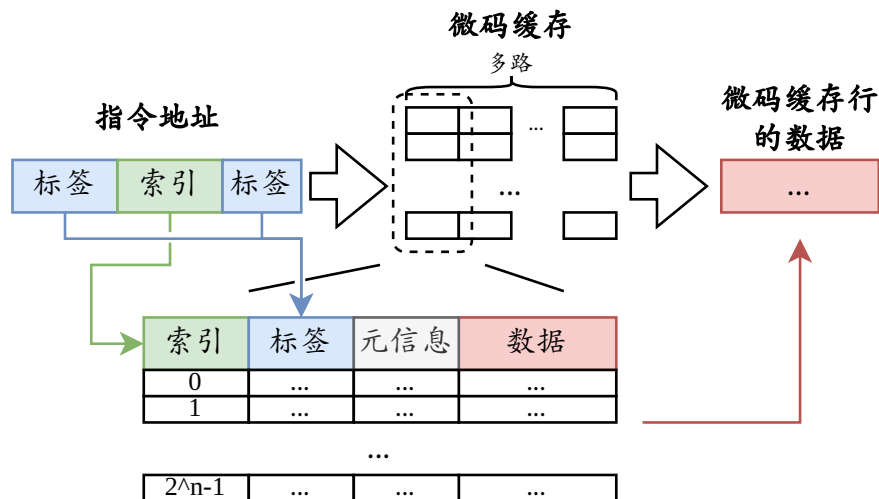 微码缓存
多路
指令地址
标签 索引 标签
...
...
微码缓存行
的数据
...
索引 标签 元信息 数据
0 ... ... ...
1 ... ... ...
...
2^n-1 ... ... ...